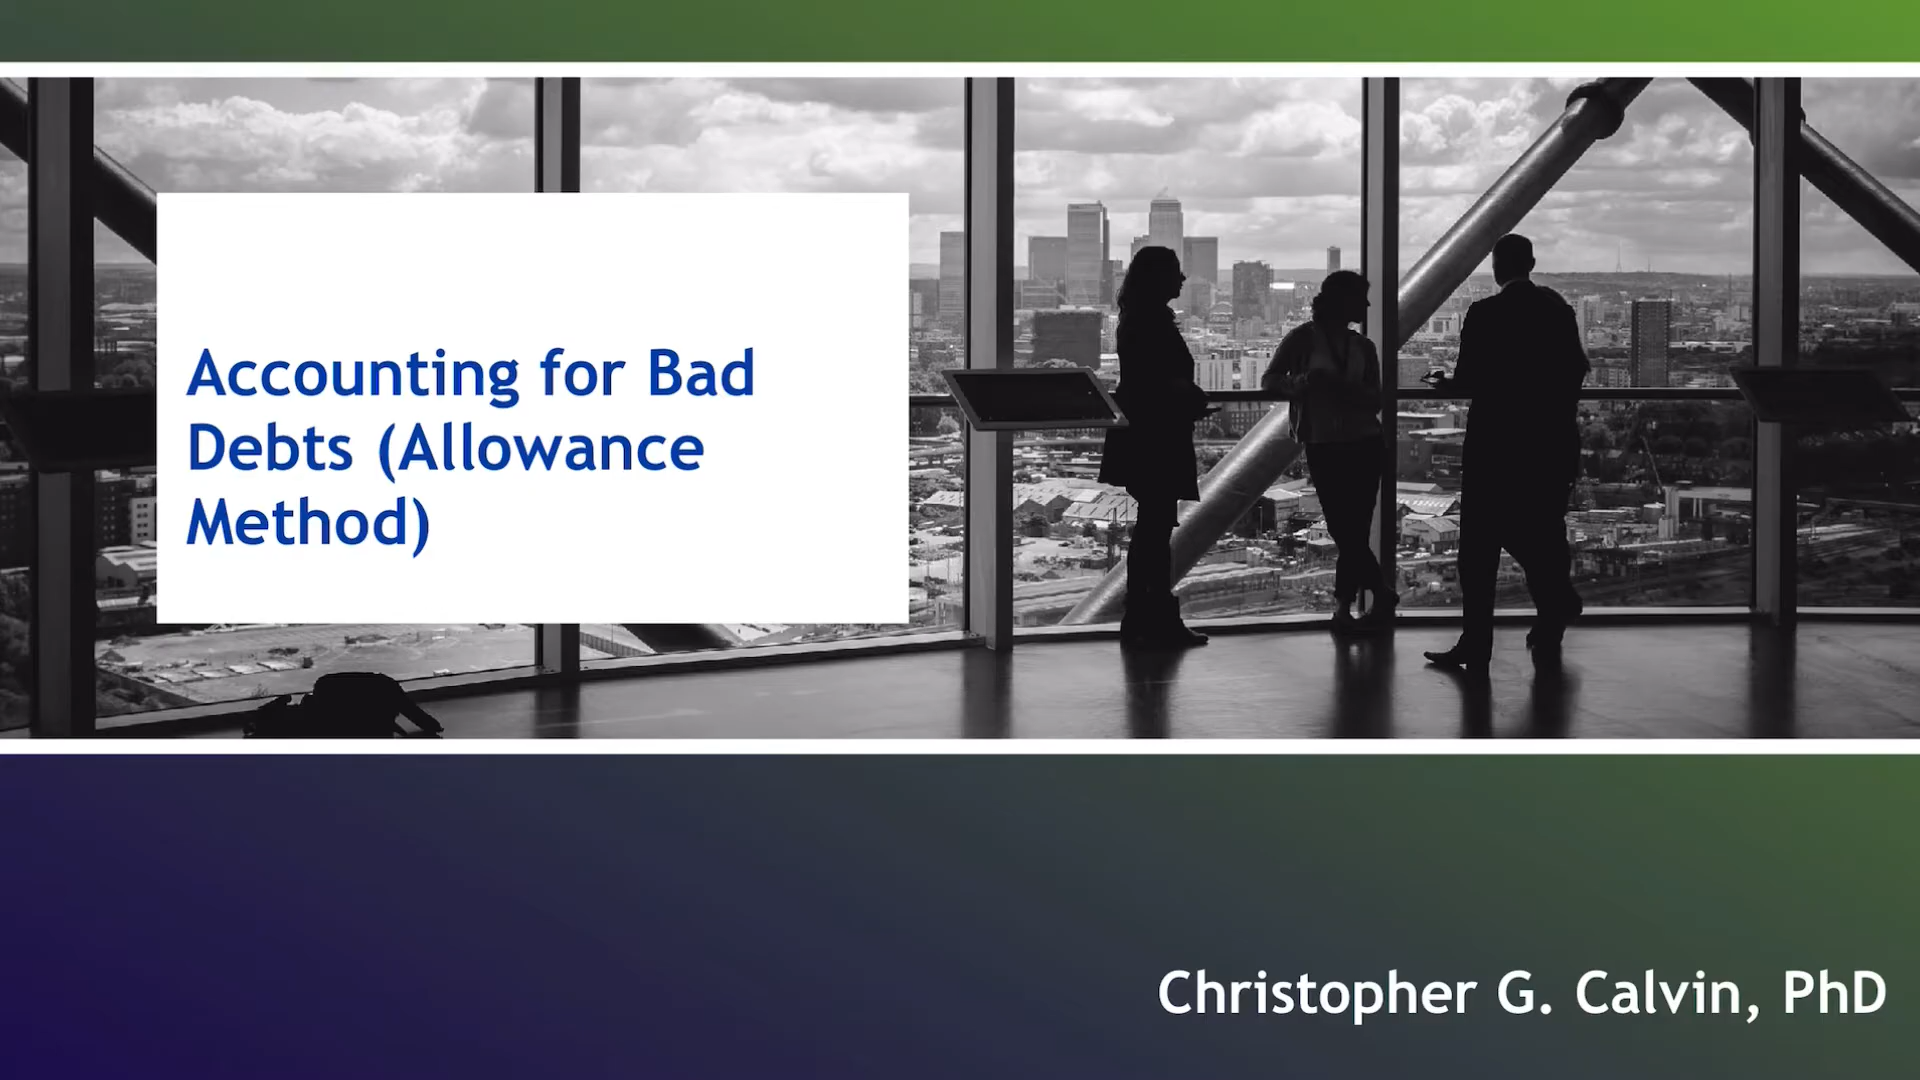 Accounting for Bad
Debts (Allowance
Method)
Christopher G. Calvin, PhD